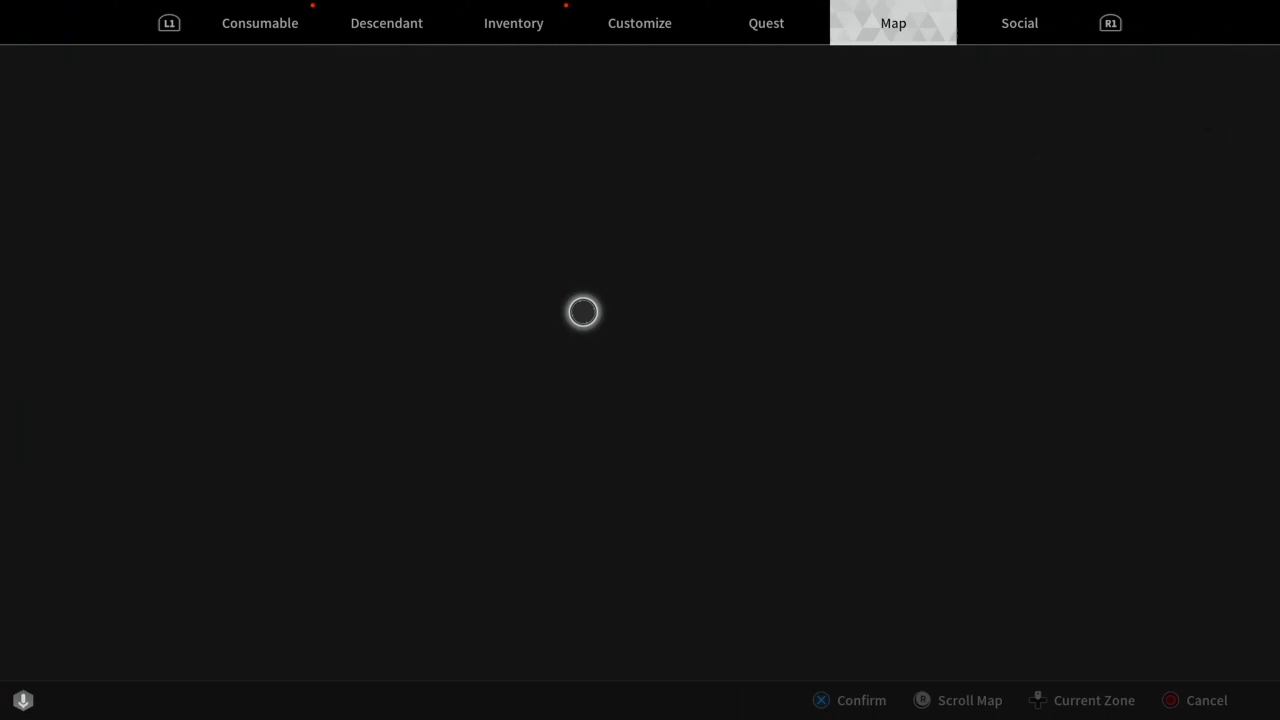 L1 Consumable Descendant Inventory Customize Quest Map Social R1
R
Confirm Scroll Map Current Zone Cancel